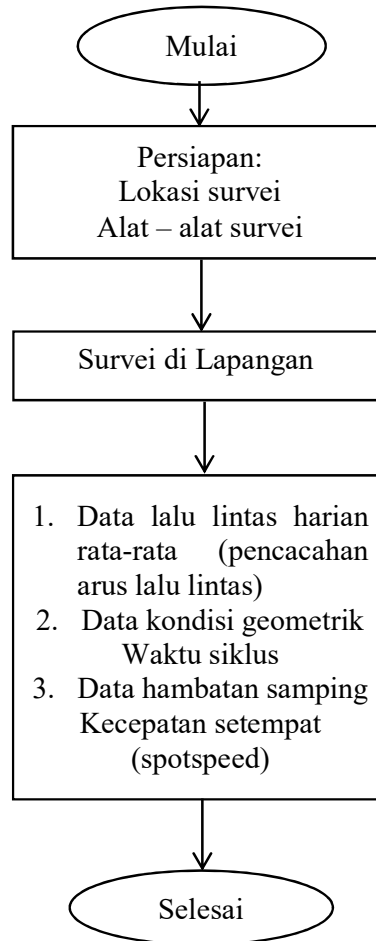 Mulai
Persiapan:
Lokasi survei
Alat – alat survei
Survei di Lapangan
1. Data lalu lintas harian
rata-rata (pencacahan
arus lalu lintas)
2. Data kondisi geometrik
Waktu siklus
3. Data hambatan samping
Kecepatan setempat
(spotspeed)
Selesai